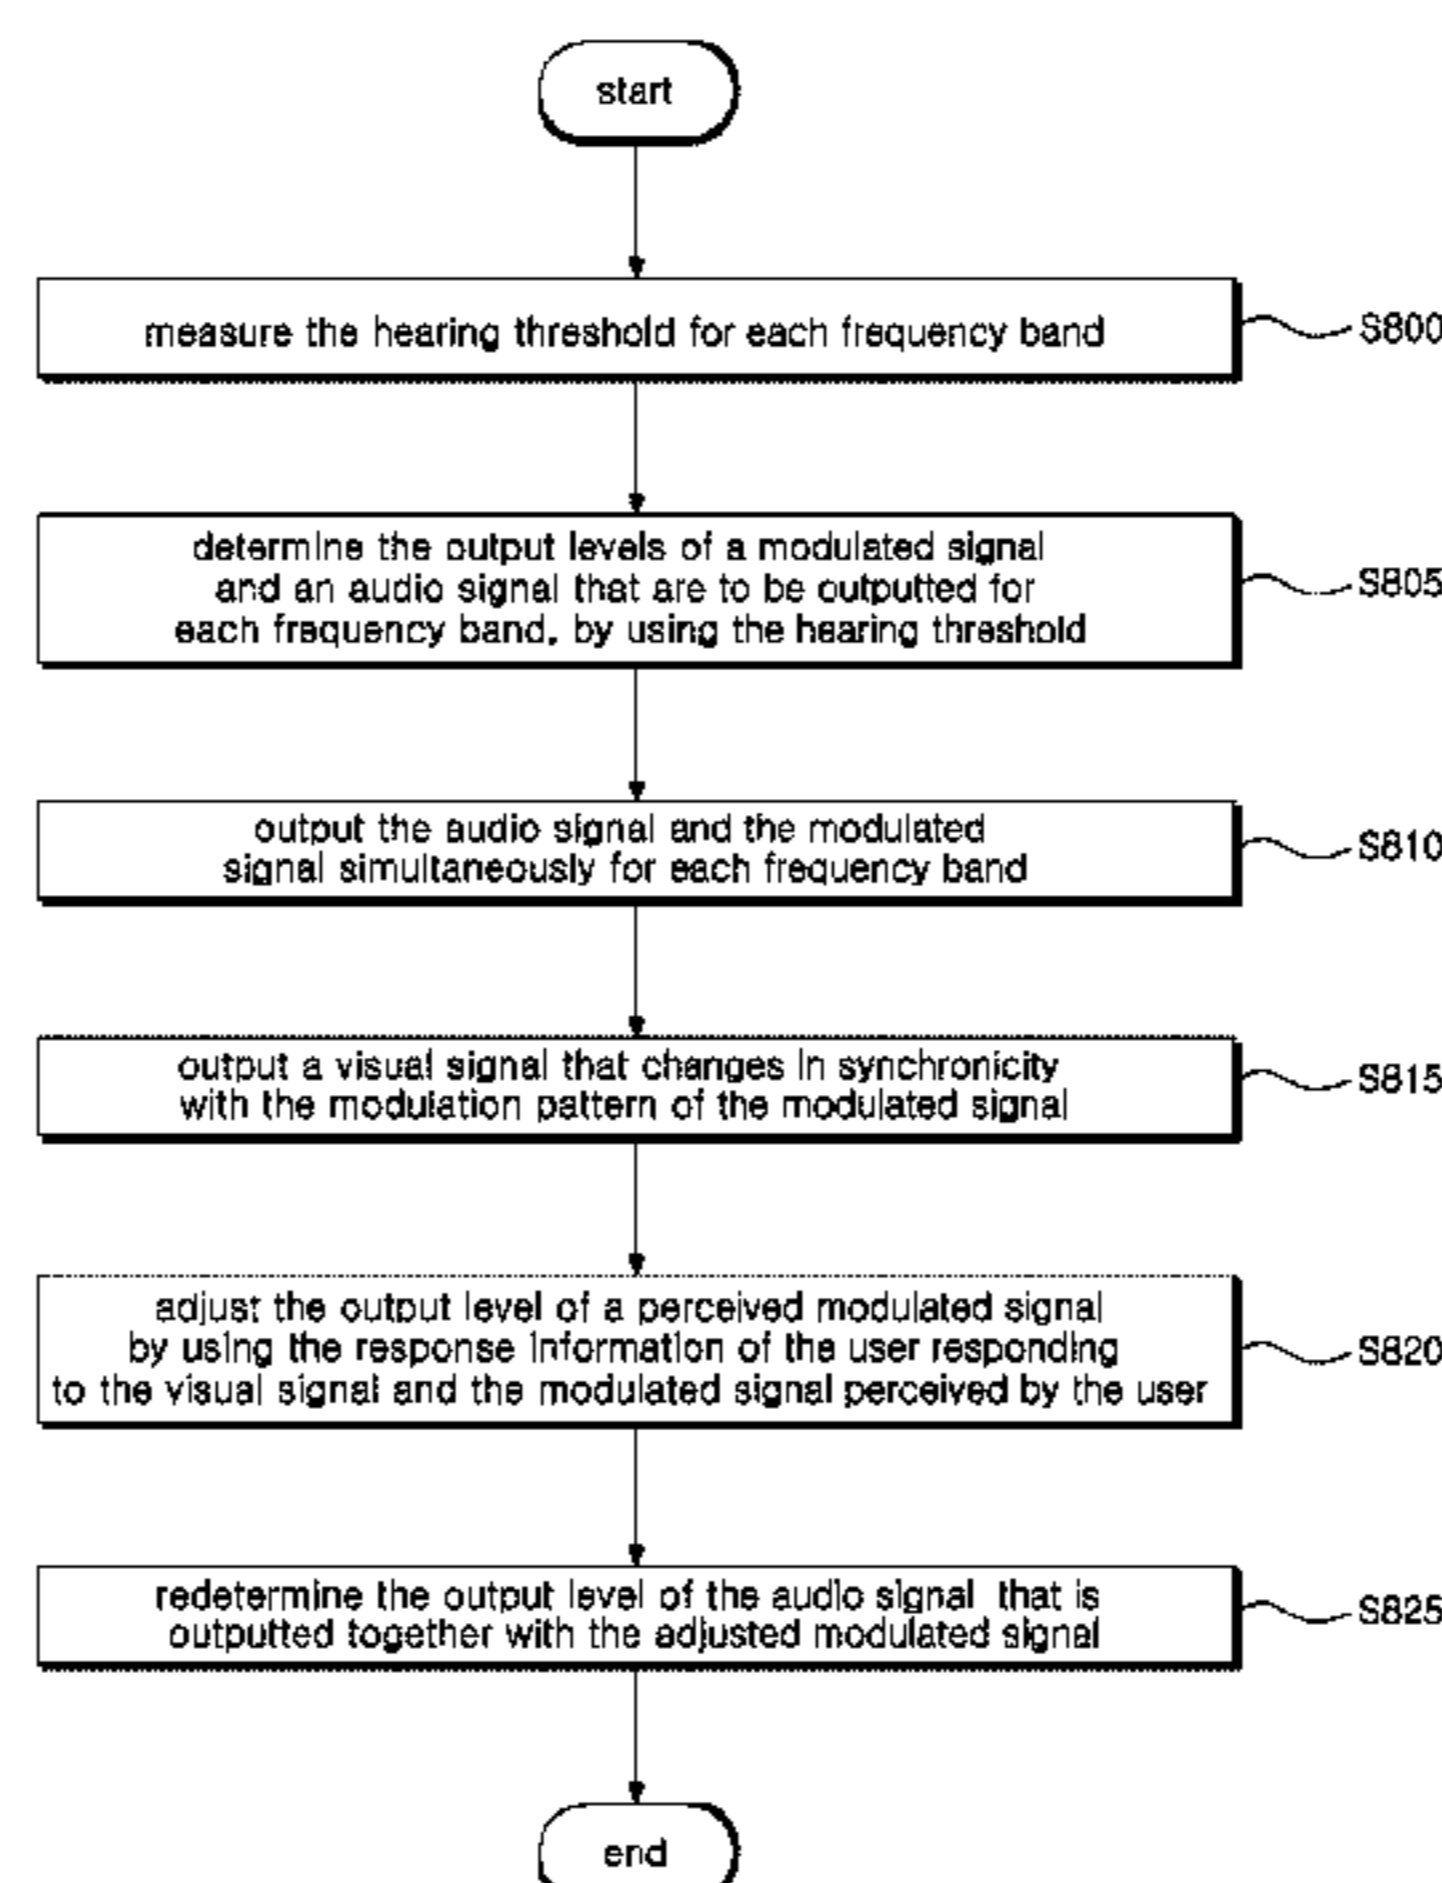 start
measure the hearing threshold for each frequency band
S800
determine the output levels of a modulated signal
and an audio signal that are to be outputted for
each frequency band, by using the hearing threshold
S805
output the audio signal and the modulated
signal simultaneously for each frequency band
S810
output a visual signal that changes in synchronicity
with the modulation pattern of the modulated signal
S815
adjust the output level of a perceived modulated signal
by using the response information of the user responding
to the visual signal and the modulated signal perceived by the user
S820
redetermine the output level of the audio signal that is
outputted together with the adjusted modulated signal
S825
end